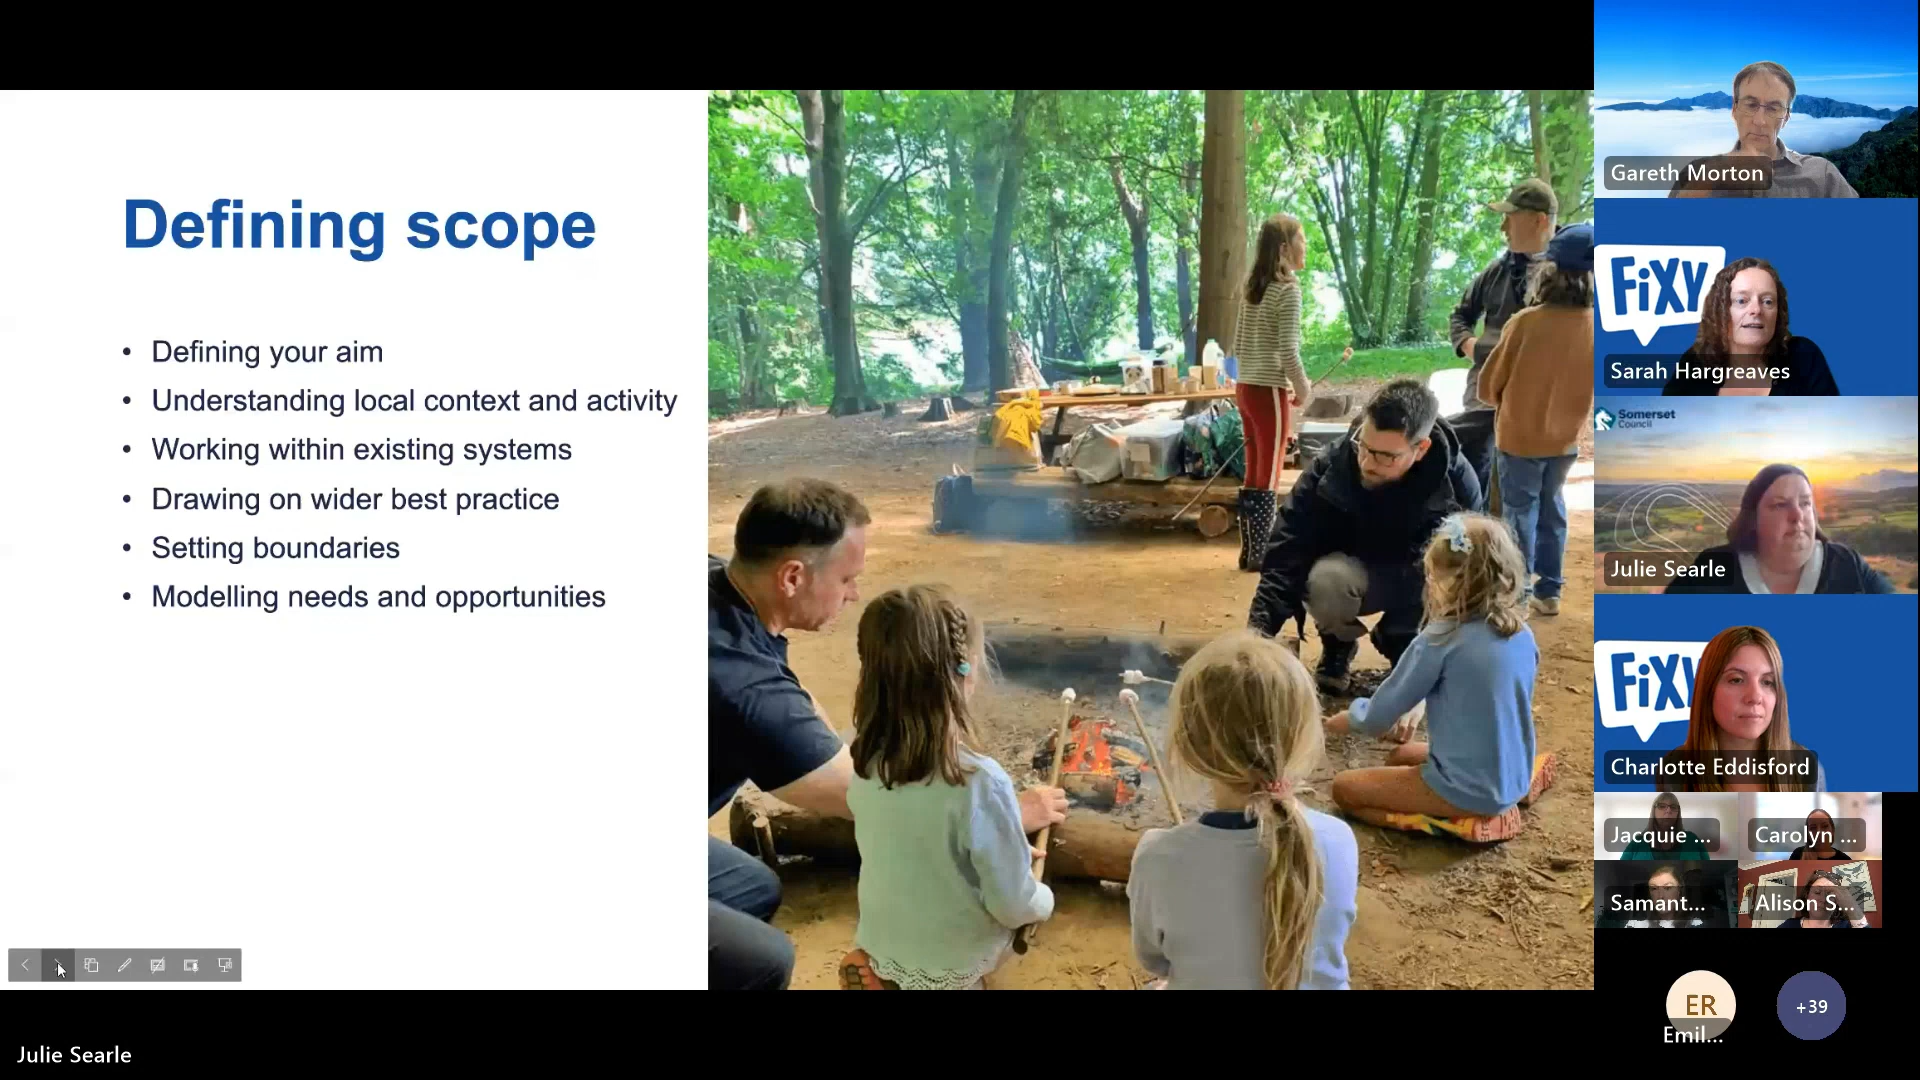 Defining scope
• Defining your aim
• Understanding local context and activity
• Working within existing systems
• Drawing on wider best practice
• Setting boundaries
• Modelling needs and opportunities
Julie Searle
Gareth Morton
FiXY
Sarah Hargreaves
Somerset
Council
Julie Searle
FiXY
Charlotte Eddisford
Jacquie ...
Carolyn ...
Samant...
Alison S...
ER
Emil...
+39